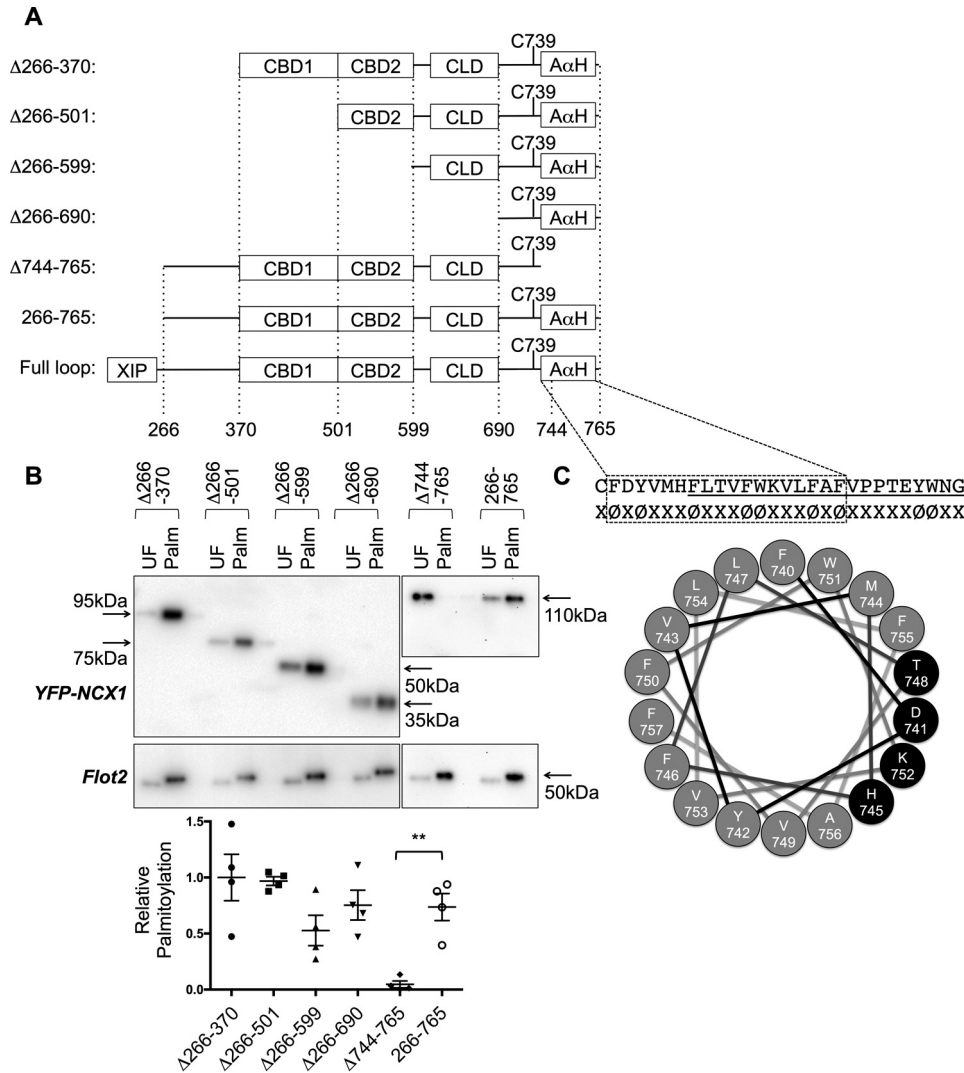 A
Δ266-370: CBD1 CBD2 CLD C739 AαH
Δ266-501: CBD2 CLD C739 AαH
Δ266-599: CLD C739 AαH
Δ266-690: C739 AαH
Δ744-765: CBD1 CBD2 CLD C739
266-765: CBD1 CBD2 CLD C739 AαH
Full loop: XIP CBD1 CBD2 CLD C739 AαH
266 370 501 599 690 744 765
B
Δ266-370 Δ266-501 Δ266-599 Δ266-690 Δ744-765 266-765
UF Palm UF Palm UF Palm UF Palm UF Palm UF Palm
95kDa
75kDa
110kDa
50kDa
35kDa
YFP-NCX1
Flot2
50kDa
Relative Palmitoylation
1.5
1.0
0.5
0.0
**
Δ266-370 Δ266-501 Δ266-599 Δ266-690 Δ744-765 266-765
C
CFDYVMHFLTVFWKVLFAFVPPTEYWNG
XØXØXXXØXXXØØXXXØXØXXXXXØØXX
F 740
W 751
M 744
F 755
T 748
D 741
K 752
H 745
A 756
V 749
Y 742
V 753
F 746
F 757
F 750
V 743
L 754
L 747